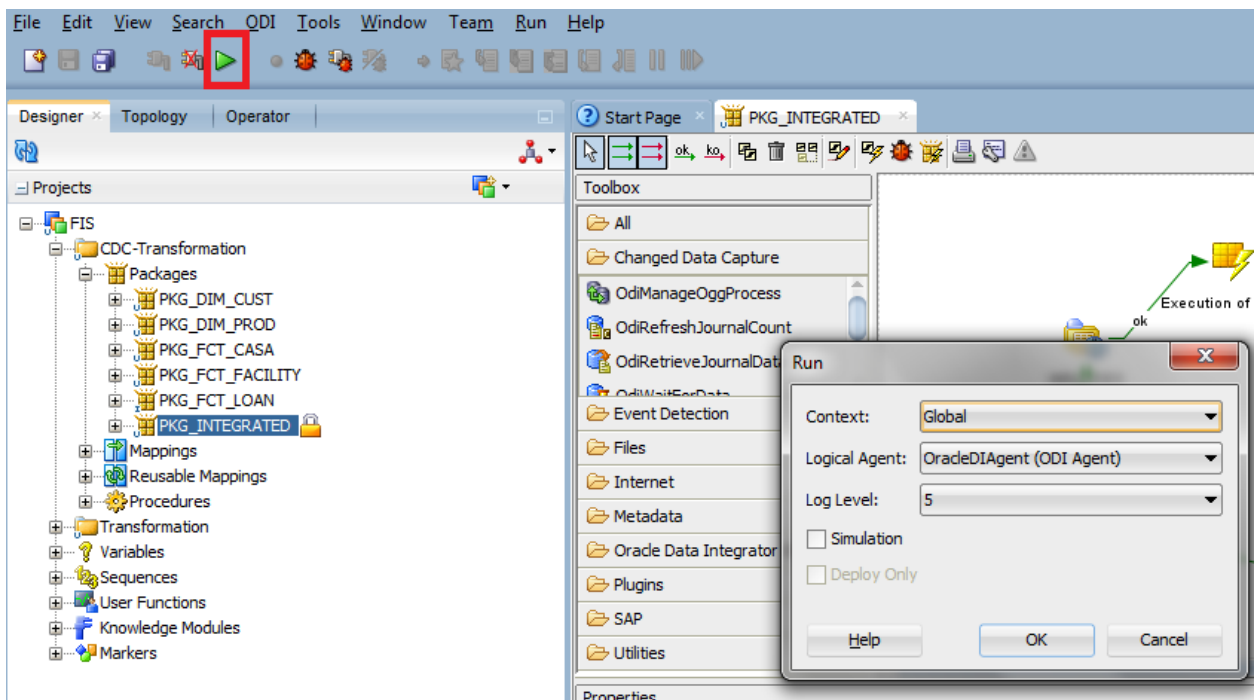 File Edit View Search ODI Tools Window Team Run Help
Designer Topology Operator
Projects
FIS
CDC-Transformation
Packages
PKG_DIM_CUST
PKG_DIM_PROD
PKG_FCT_CASA
PKG_FCT_FACILITY
PKG_FCT_LOAN
PKG_INTEGRATED
Mappings
Reusable Mappings
Procedures
Transformation
Variables
Sequences
User Functions
Knowledge Modules
Markers
Start Page PKG_INTEGRATED
ok ko
Toolbox
All
Changed Data Capture
OdiManageOggProcess
OdiRefreshJournalCount
OdiRetrieveJournalData
OdiWaitForData
Event Detection
Files
Internet
Metadata
Oracle Data Integrator
Plugins
SAP
Utilities
Properties
Execution of
ok
Run
Context: Global
Logical Agent: OracleDIAgent (ODI Agent)
Log Level: 5
Simulation
Deploy Only
Help OK Cancel